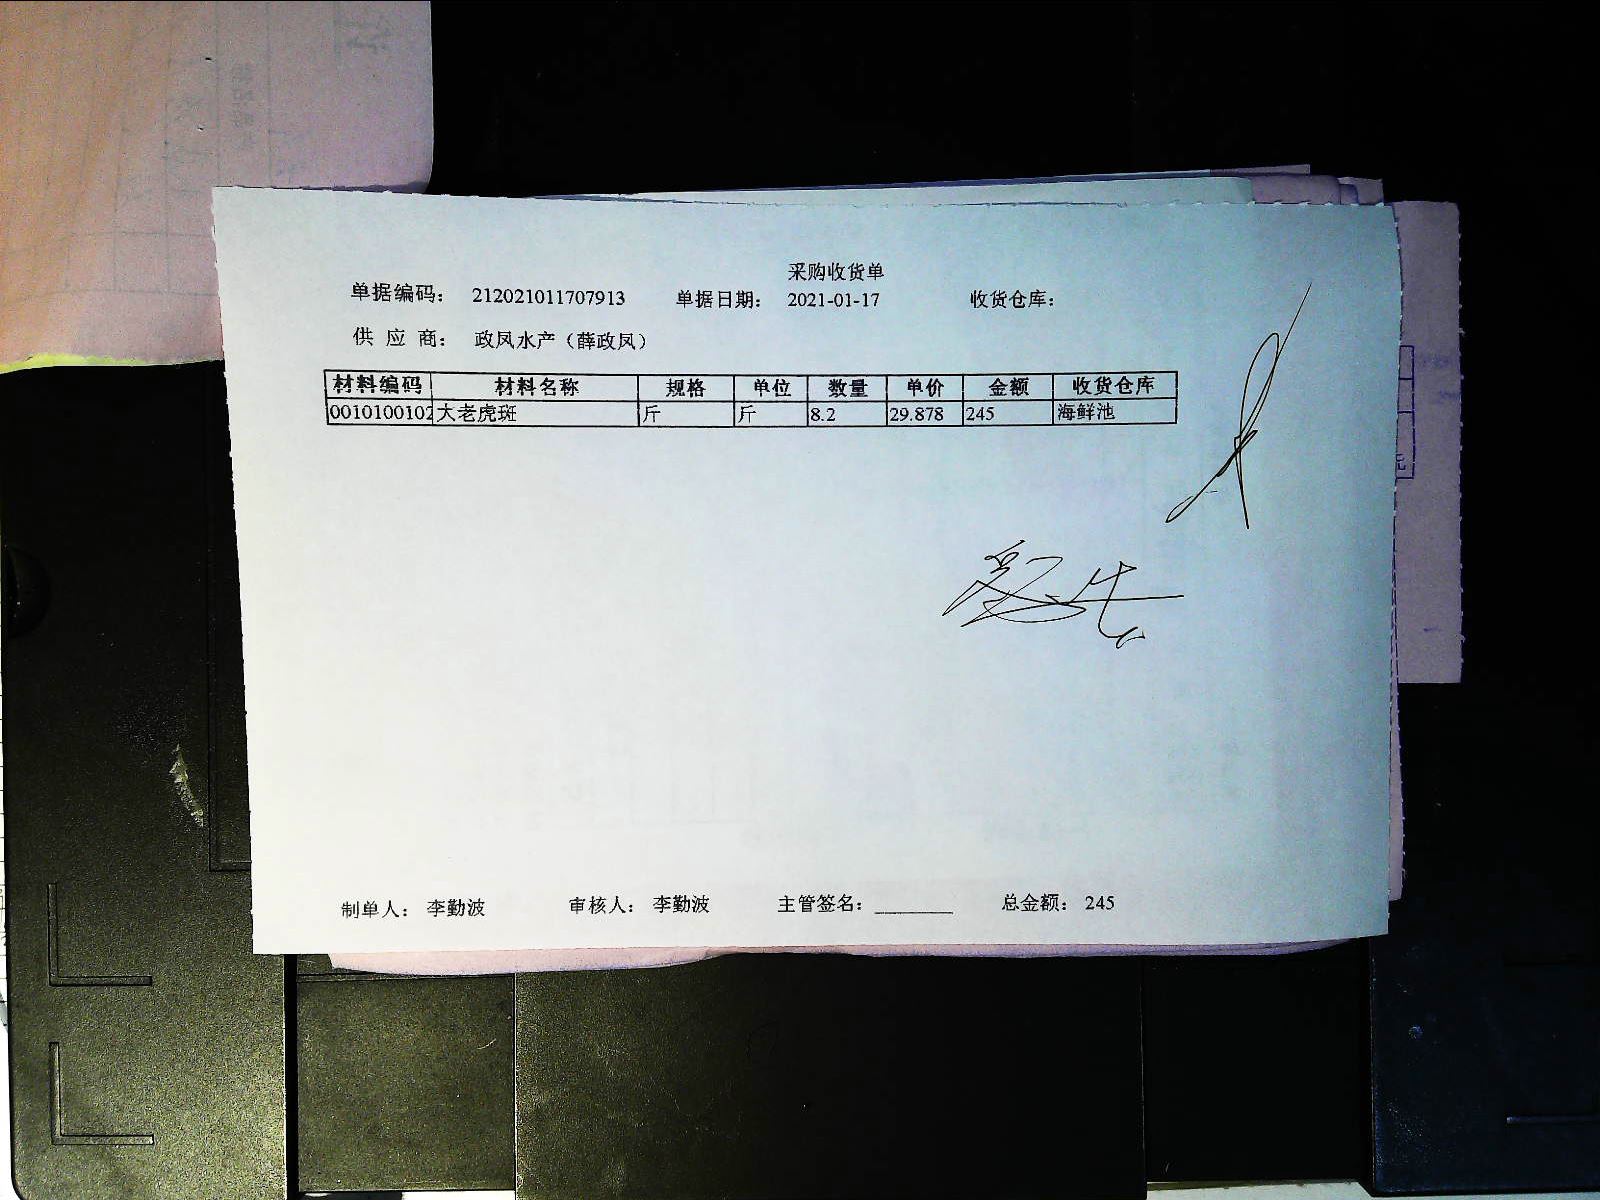 采购收货单
单据编码： 212021011707913 单据日期： 2021-01-17 收货仓库：
供 应 商： 政凤水产（薛政凤）
材料编码 材料名称 规格 单位 数量 单价 金额 收货仓库
0010100102 大老虎斑 斤 斤 8.2 29.878 245 海鲜池
制单人： 李勤波 审核人： 李勤波 主管签名：________ 总金额： 245